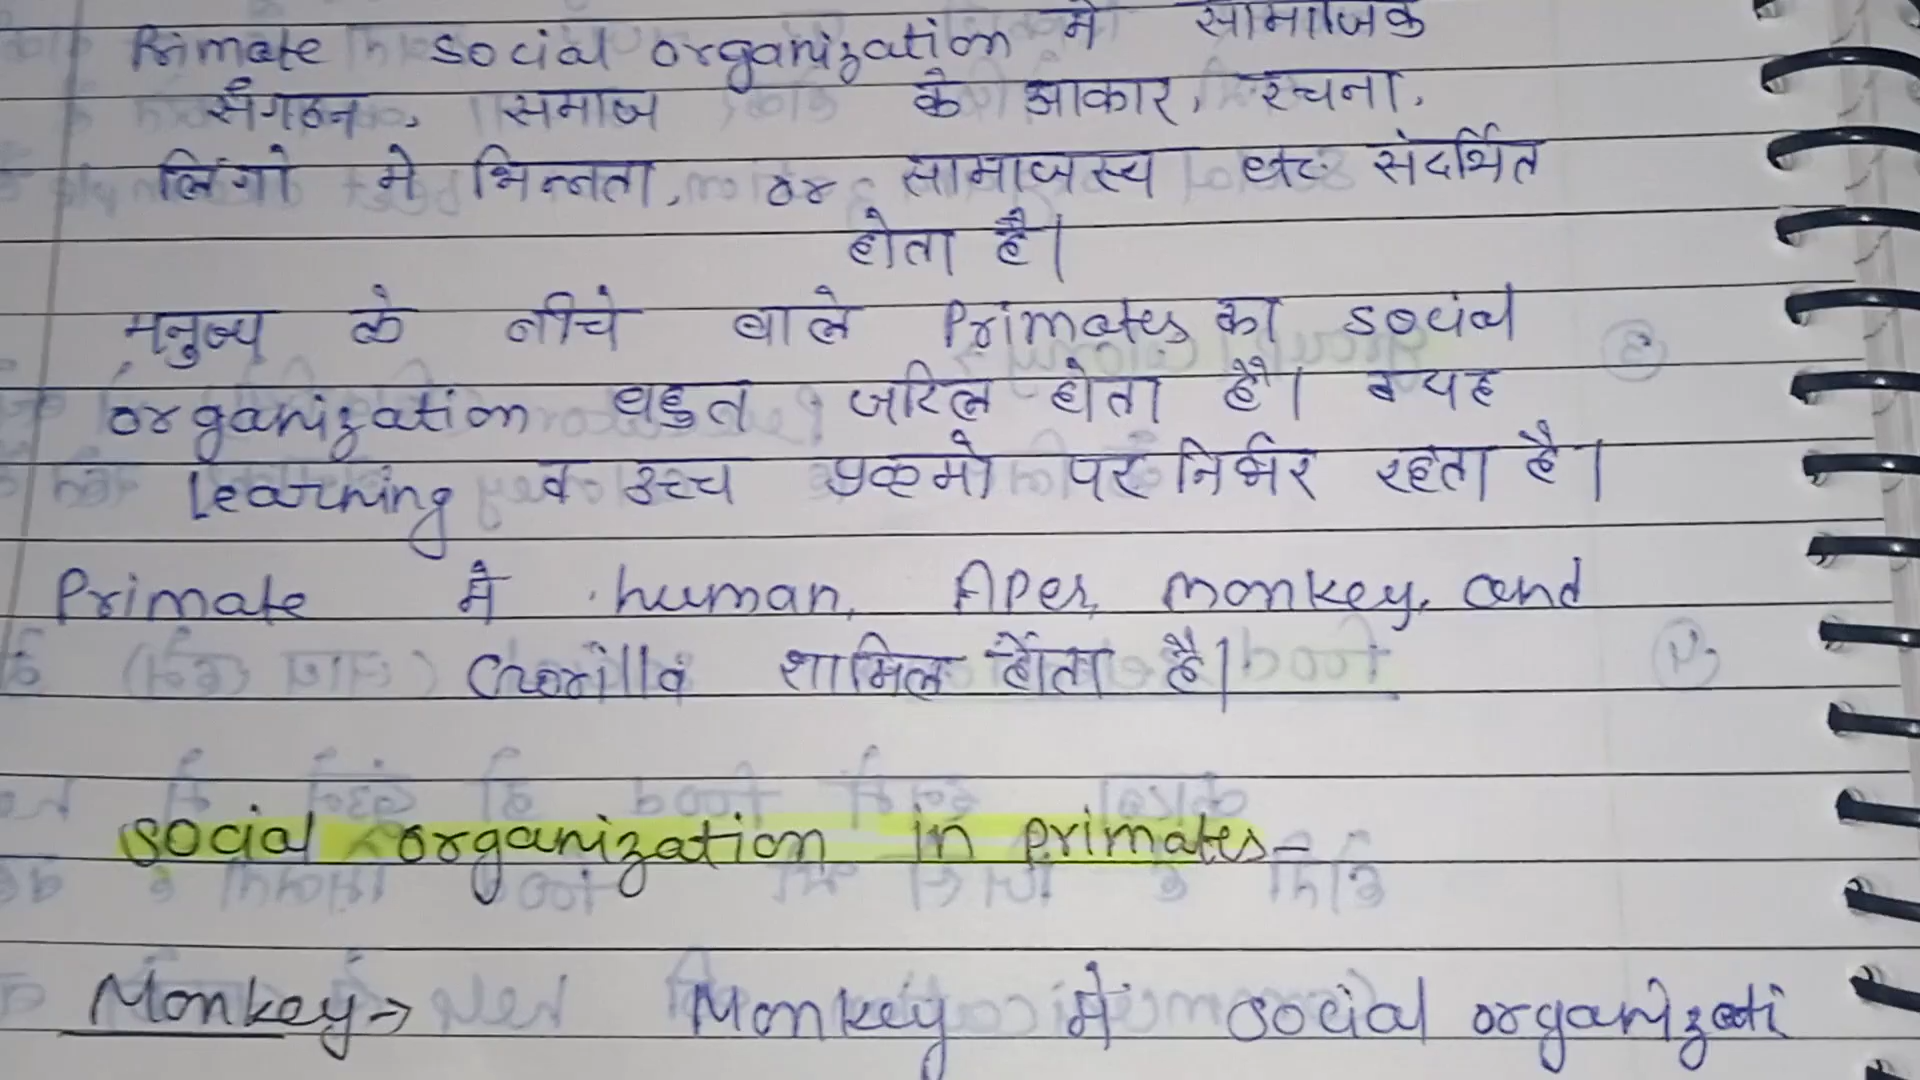 Primate social organization मे सामाजिक
संगठन, समाज के आकार, रचना,
लिंगो मे भिन्नता, or सामाजस्य etc. संदर्भित
होता है।
मनुष्य के नीचे वाले Primates का social
organization बहुत जटिल होता है। व यह
Learning व उच्च प्रक्रमो पर निर्भर रहता है।
Primate मे human, Apes, monkey, and
Chorilla शामिल होता है।
social organization in primates-
Monkey→ Monkey मे social organizati